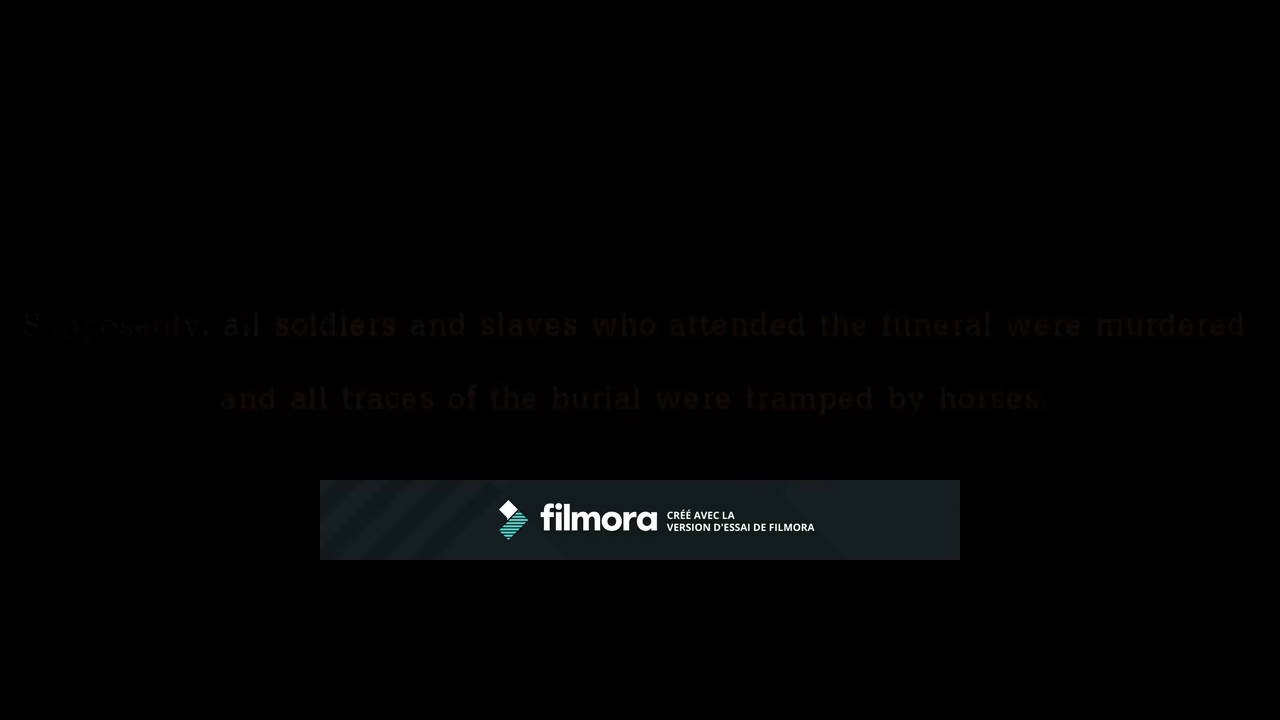 Supposedly, all soldiers and slaves who attended the funeral were murdered
and all traces of the burial were tramped by horses
filmora
CRÉÉ AVEC LA
VERSION D'ESSAI DE FILMORA